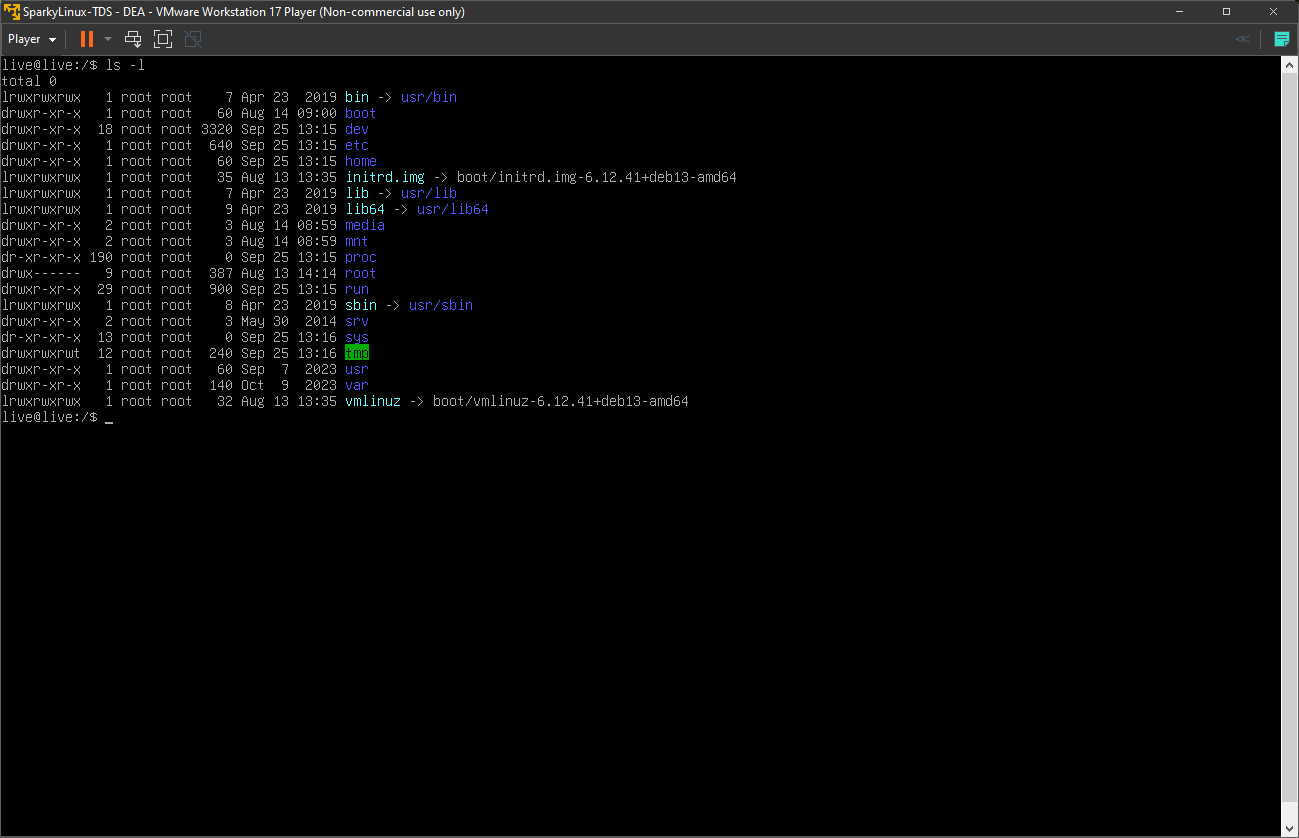 SparkyLinux-TDS - DEA - VMware Workstation 17 Player (Non-commercial use only)
Player
live@live:/$ ls -l
total 0
lrwxrwxrwx   1 root root    7 Apr 23  2019 bin -> usr/bin
drwxr-xr-x   1 root root   60 Aug 14 09:00 boot
drwxr-xr-x  18 root root 3320 Sep 25 13:15 dev
drwxr-xr-x   1 root root  640 Sep 25 13:15 etc
drwxr-xr-x   1 root root   60 Sep 25 13:15 home
lrwxrwxrwx   1 root root   35 Aug 13 13:35 initrd.img -> boot/initrd.img-6.12.41+deb13-amd64
lrwxrwxrwx   1 root root    7 Apr 23  2019 lib -> usr/lib
lrwxrwxrwx   1 root root    9 Apr 23  2019 lib64 -> usr/lib64
drwxr-xr-x   2 root root    3 Aug 14 08:59 media
drwxr-xr-x   2 root root    3 Aug 14 08:59 mnt
dr-xr-xr-x 190 root root    0 Sep 25 13:15 proc
drwx------   9 root root  387 Aug 13 14:14 root
drwxr-xr-x  29 root root  900 Sep 25 13:15 run
lrwxrwxrwx   1 root root    8 Apr 23  2019 sbin -> usr/sbin
drwxr-xr-x   2 root root    3 May 30  2014 srv
dr-xr-xr-x  13 root root    0 Sep 25 13:16 sys
drwxrwxrwt  12 root root  240 Sep 25 13:16 tmp
drwxr-xr-x   1 root root   60 Sep  7  2023 usr
drwxr-xr-x   1 root root  140 Oct  9  2023 var
lrwxrwxrwx   1 root root   32 Aug 13 13:35 vmlinuz -> boot/vmlinuz-6.12.41+deb13-amd64
live@live:/$ _